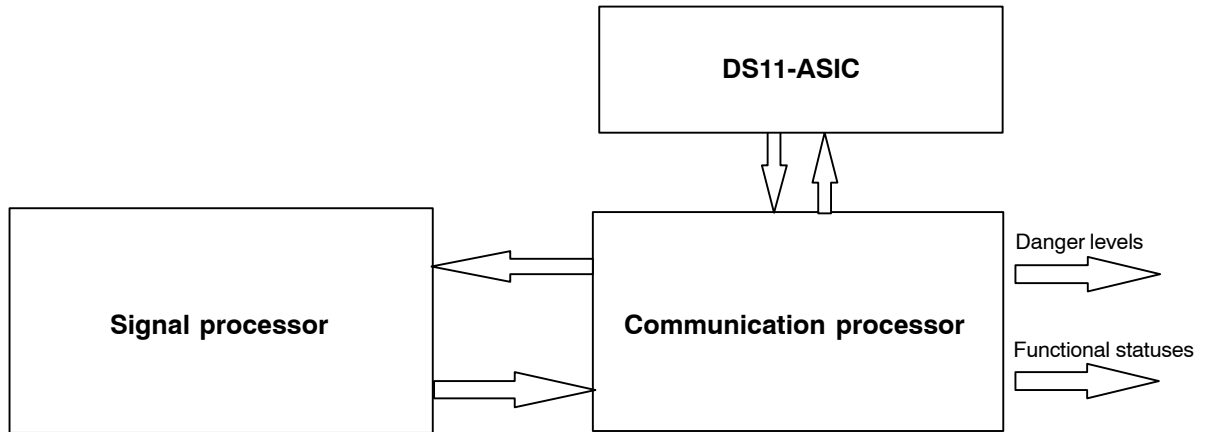 DS11-ASIC
Danger levels
Signal processor
Communication processor
Functional statuses